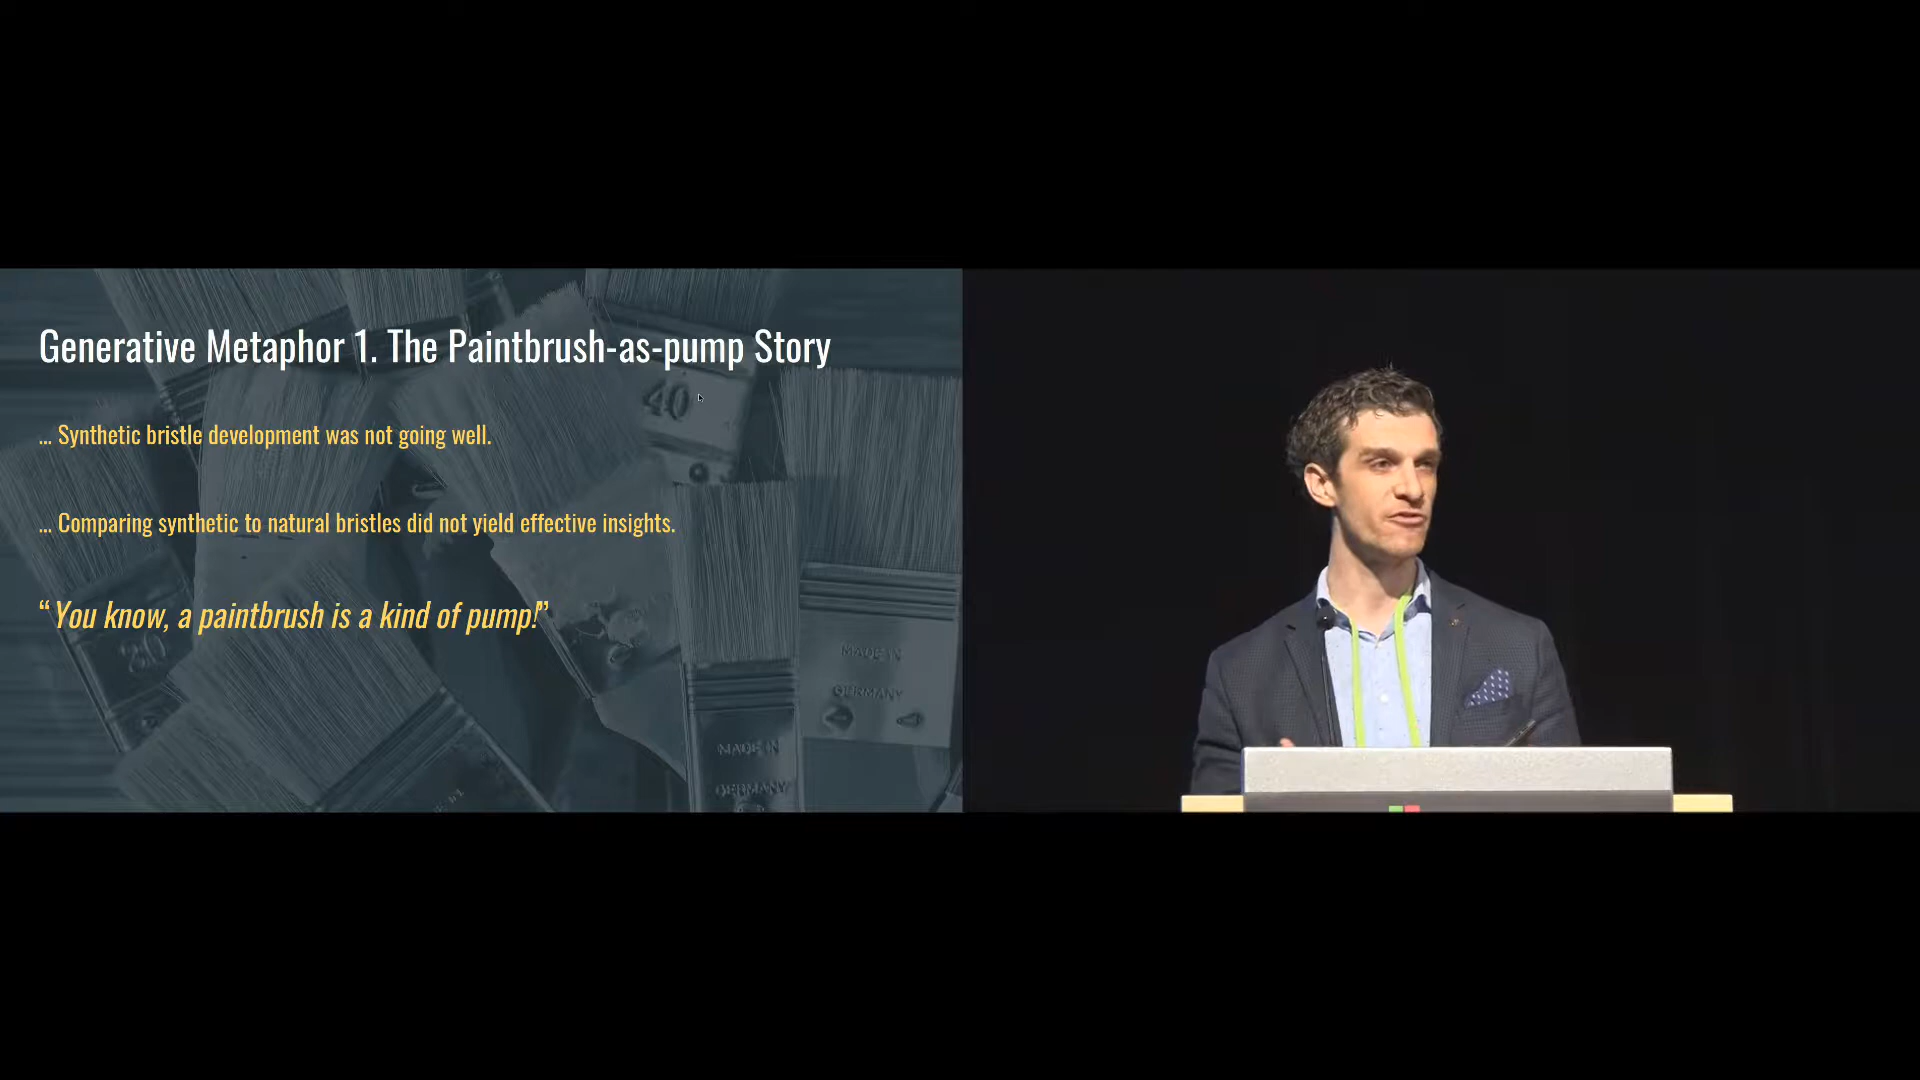 Generative Metaphor 1. The Paintbrush-as-pump Story
40
... Synthetic bristle development was not going well.
... Comparing synthetic to natural bristles did not yield effective insights.
“You know, a paintbrush is a kind of pump!”
80
MADE IN
GERMANY
MADE IN
GERMANY